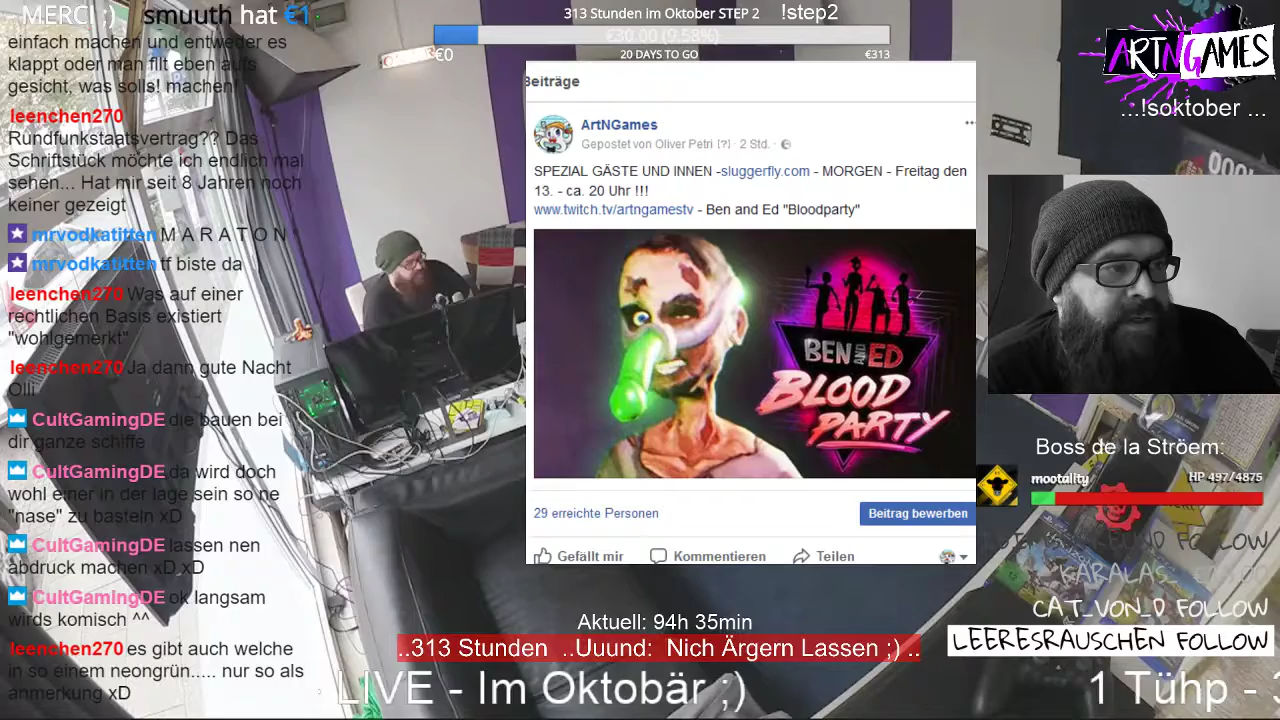 MERCI ;)
smuuth hat €1
einfach machen und entweder es
klappt oder man fllt eben aufs
gesicht, was solls! machen!
leenchen270
Rundfunkstaatsvertrag?? Das
Schriftstück möchte ich endlich mal
sehen... Hat mir seit 8 Jahren noch
keiner gezeigt
mrvodkatitten M A R A T O N
mrvodkatitten tf biste da
leenchen270 Was auf einer
rechtlichen Basis existiert
"wohlgemerkt"
leenchen270 Ja dann gute Nacht
Olli
CultGamingDE die bauen bei
dir ganze schiffe
CultGamingDE da wird doch
wohl einer in der lage sein so ne
"nase" zu basteln xD
CultGamingDE lassen nen
abdruck machen xD xD
CultGamingDE ok langsam
wirds komisch ^^
leenchen270 es gibt auch welche
in so einem neongrün..... nur so als
anmerkung xD
313 Stunden im Oktober STEP 2 !step2
€30.00 (9.58%)
€0
20 DAYS TO GO
€313
Beiträge
ArtNGames
Gepostet von Oliver Petri [?] · 2 Std. ·
SPEZIAL GÄSTE UND INNEN -sluggerfly.com - MORGEN - Freitag den
13. - ca. 20 Uhr !!!
www.twitch.tv/artngamestv - Ben and Ed "Bloodparty"
BEN AND ED
BLOOD
PARTY
29 erreichte Personen
Beitrag bewerben
Gefällt mir
Kommentieren
Teilen
ARTNGAMES
...!soktober ...
Boss de la Ströem:
mootality
HP 497/4875
FOLLOW
KARALAS_
CAT_VON_D FOLLOW
LEERESRAUSCHEN FOLLOW
Aktuell: 94h 35min
..313 Stunden ..Uuund: Nich Ärgern Lassen ;) ..
LIVE - Im Oktobär ;)
1 Tühp -